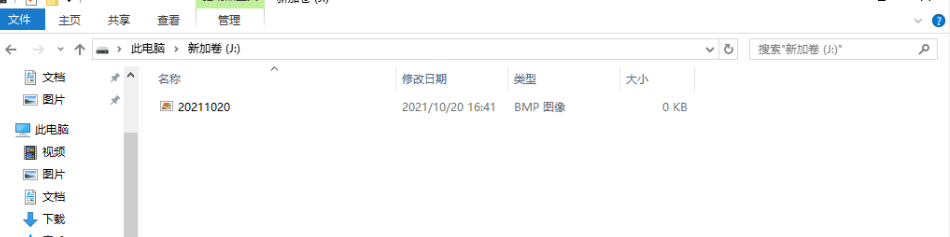 新加卷 (J:)
文件 主页 共享 查看 管理
此电脑 新加卷 (J:) 搜索"新加卷 (J:)"
名称 修改日期 类型 大小
文档
图片
20211020 2021/10/20 16:41 BMP 图像 0 KB
此电脑
视频
图片
文档
下载